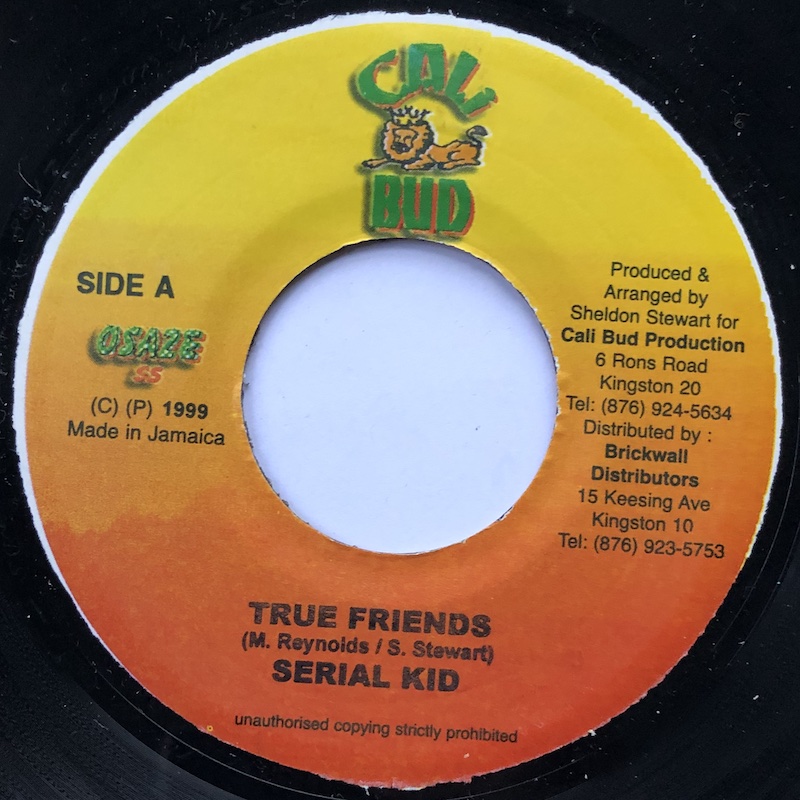 CALI
BUD
SIDE A
OSAZE
SS
(C) (P) 1999
Made in Jamaica
Produced &
Arranged by
Sheldon Stewart for
Cali Bud Production
6 Rons Road
Kingston 20
Tel: (876) 924-5634
Distributed by :
Brickwall
Distributors
15 Keesing Ave
Kingston 10
Tel: (876) 923-5753
TRUE FRIENDS
(M. Reynolds / S. Stewart)
SERIAL KID
unauthorised copying strictly prohibited